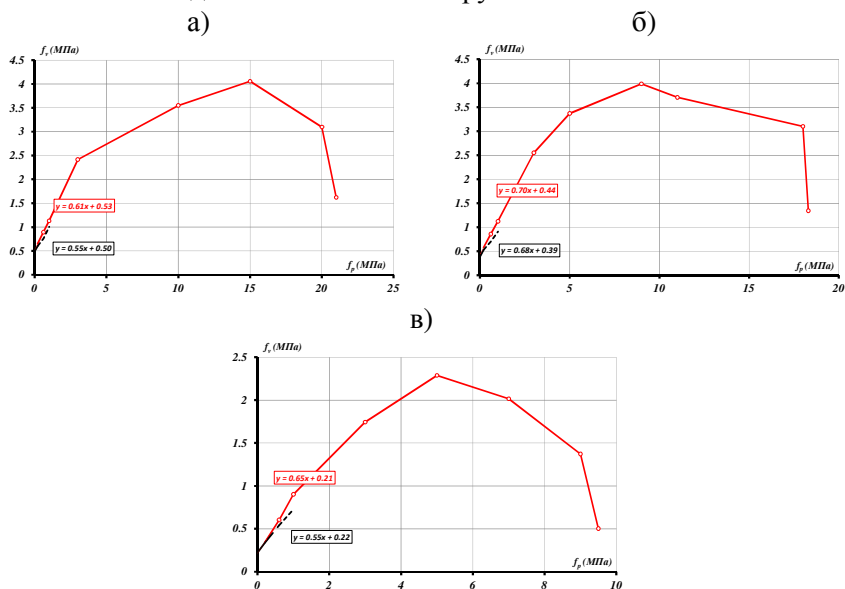 а)
б)
f_v (МПа)
4.5
4
3.5
3
2.5
2
1.5
1
0.5
0
y = 0.61x + 0.53
y = 0.55x + 0.50
f_p (МПа)
0 5 10 15 20 25
f_v (МПа)
4.5
4
3.5
3
2.5
2
1.5
1
0.5
0
y = 0.70x + 0.44
y = 0.68x + 0.39
f_p (МПа)
0 5 10 15 20
в)
f_v (МПа)
2.5
2
1.5
1
0.5
0
y = 0.65x + 0.21
y = 0.55x + 0.22
f_p (МПа)
0 2 4 6 8 10